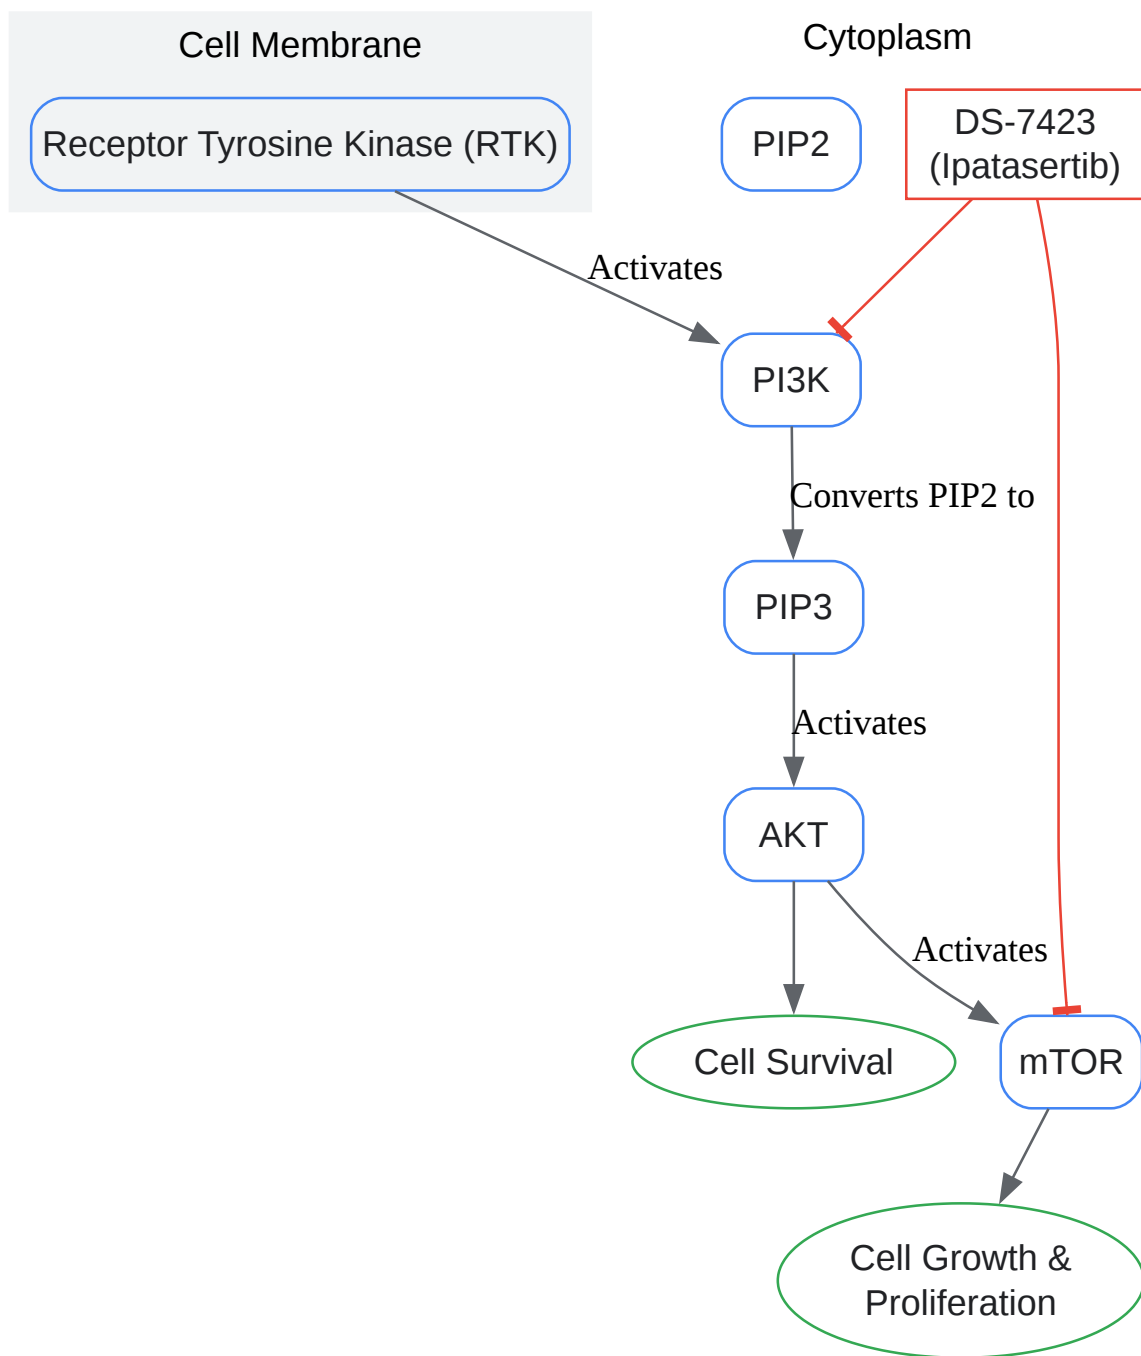 Cell Membrane
Cytoplasm
Receptor Tyrosine Kinase (RTK)
PIP2
DS-7423
(Ipatasertib)
Activates
PI3K
Converts PIP2 to
PIP3
Activates
AKT
Activates
Cell Survival
mTOR
Cell Growth &
Proliferation